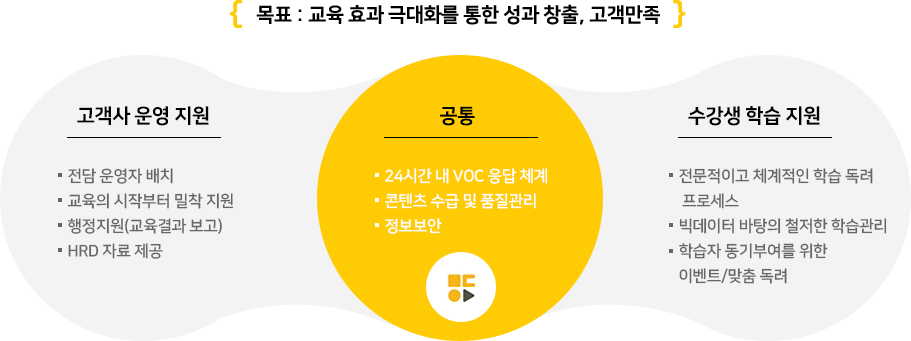 { 목표 : 교육 효과 극대화를 통한 성과 창출, 고객만족 }
고객사 운영 지원
▪ 전담 운영자 배치
▪ 교육의 시작부터 밀착 지원
▪ 행정지원(교육결과 보고)
▪ HRD 자료 제공
공통
▪ 24시간 내 VOC 응답 체계
▪ 콘텐츠 수급 및 품질관리
▪ 정보보안
수강생 학습 지원
▪ 전문적이고 체계적인 학습 독려
프로세스
▪ 빅데이터 바탕의 철저한 학습관리
▪ 학습자 동기부여를 위한
이벤트/맞춤 독려